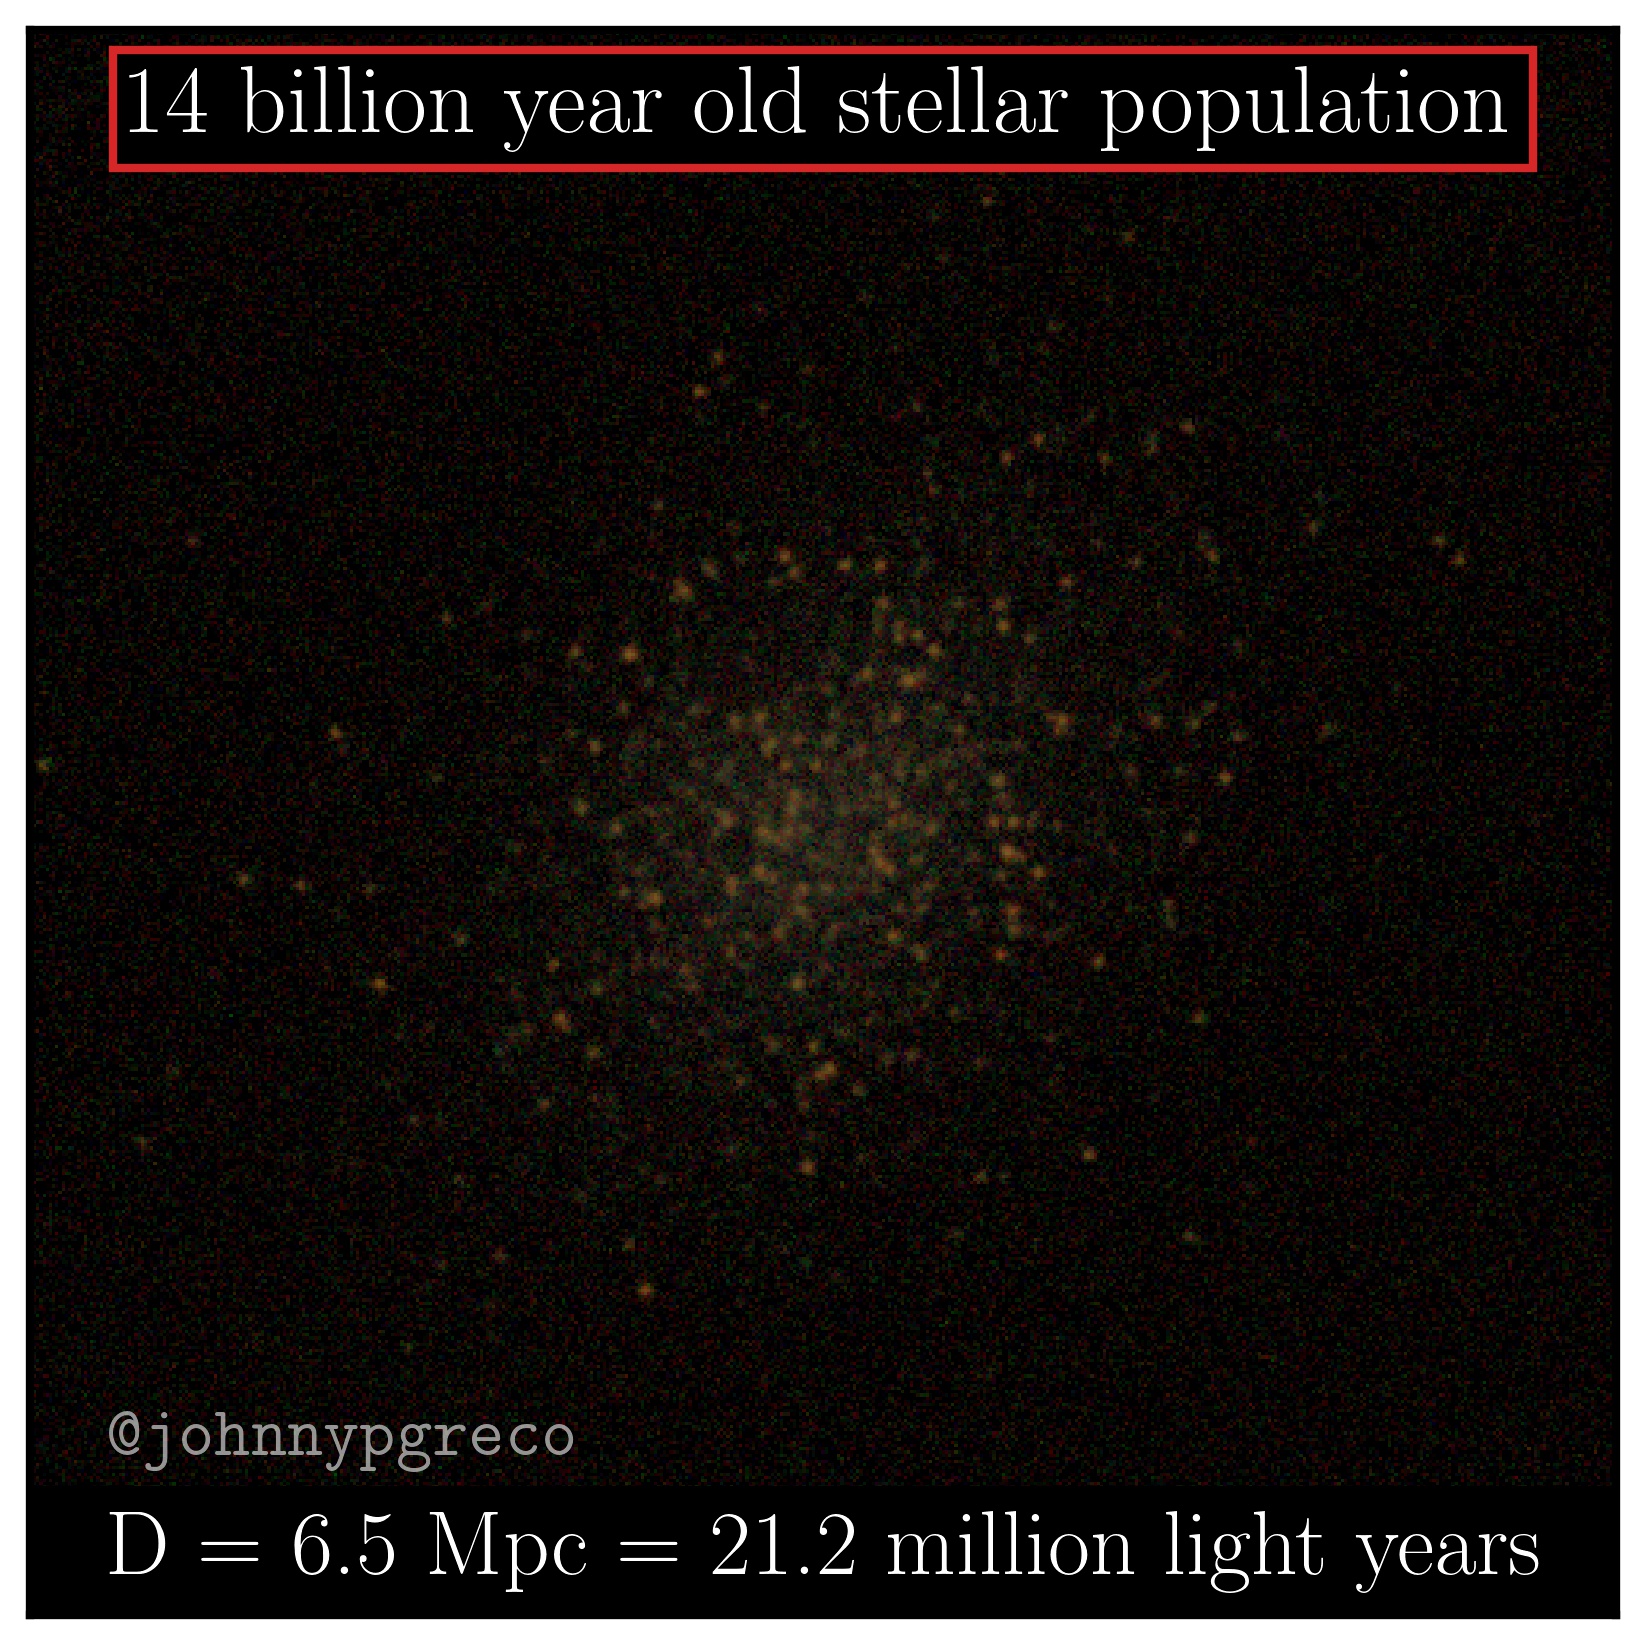 14 billion year old stellar population
@johnnypgreco
D = 6.5 Mpc = 21.2 million light years